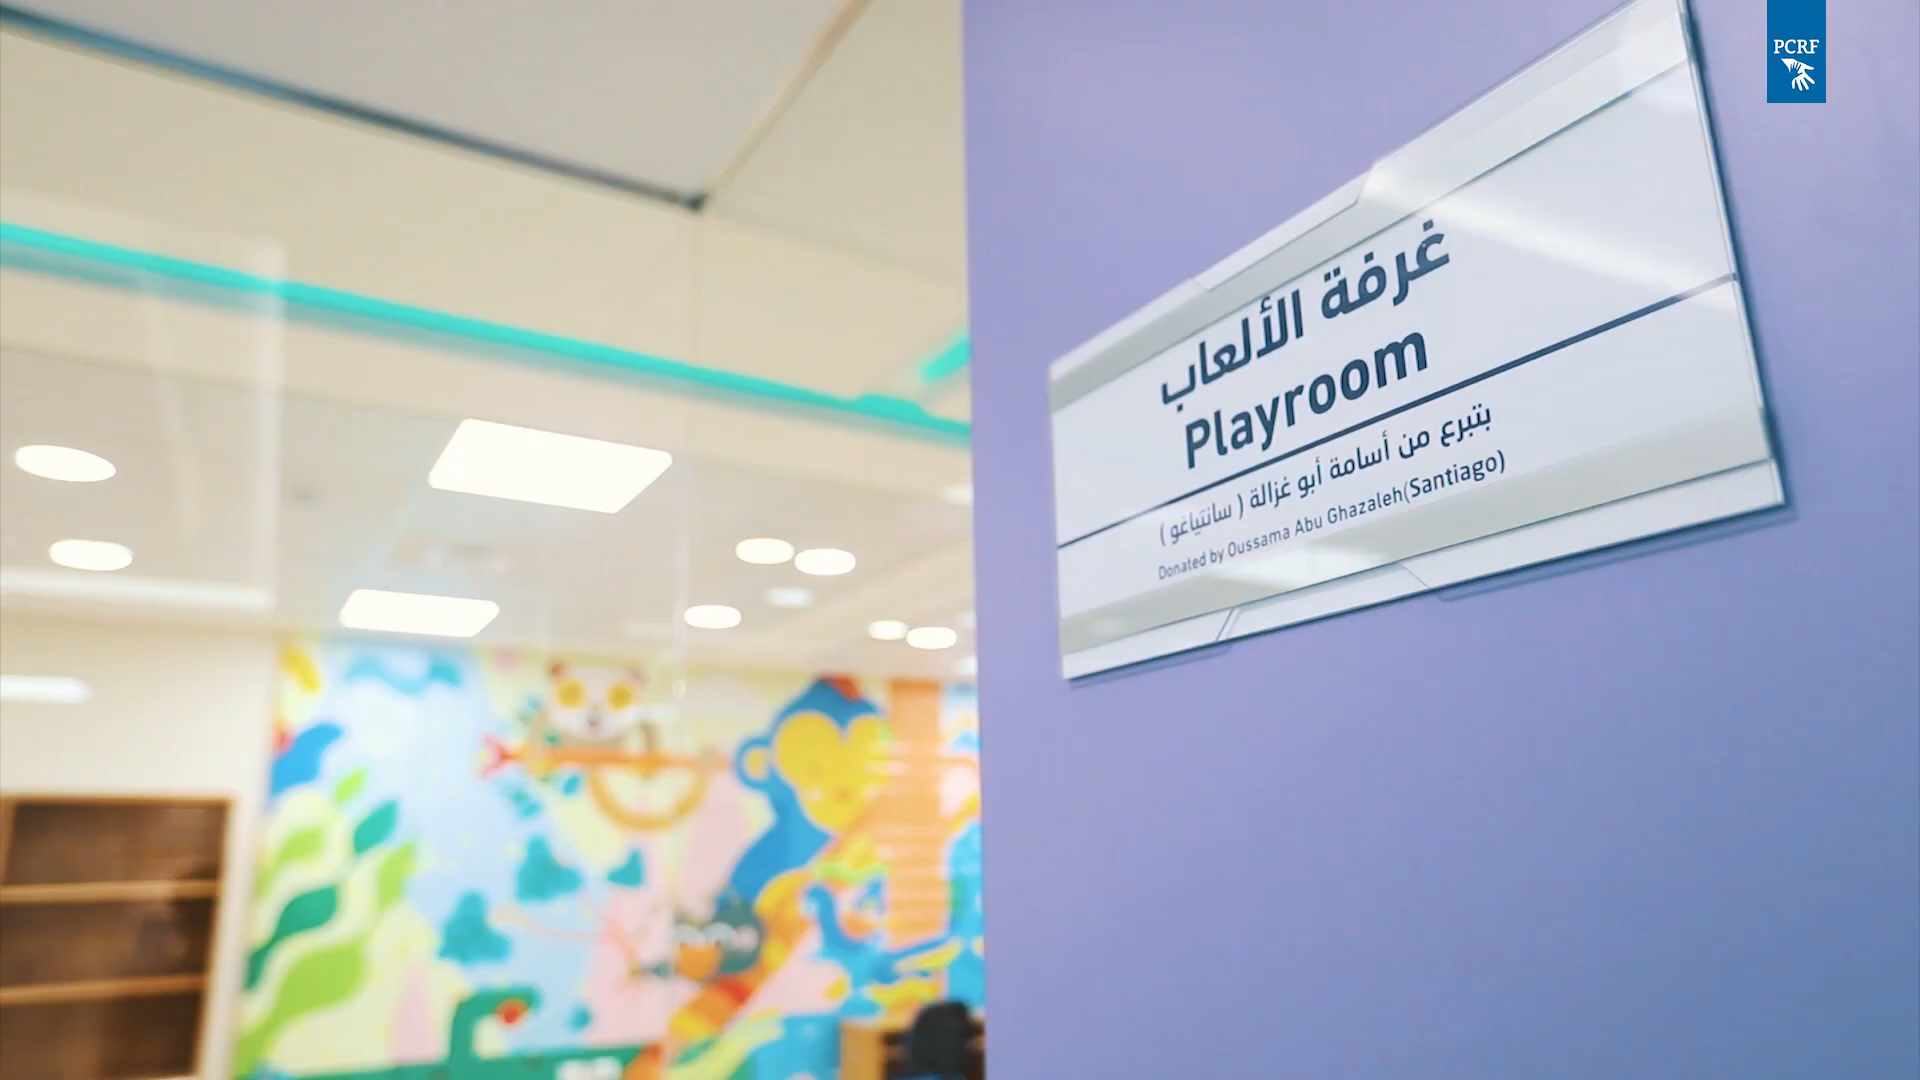 PCRF
غرفة الألعاب
Playroom
بتبرع من أسامة أبو غزالة ( سانتياغو )
Donated by Oussama Abu Ghazaleh(Santiago)